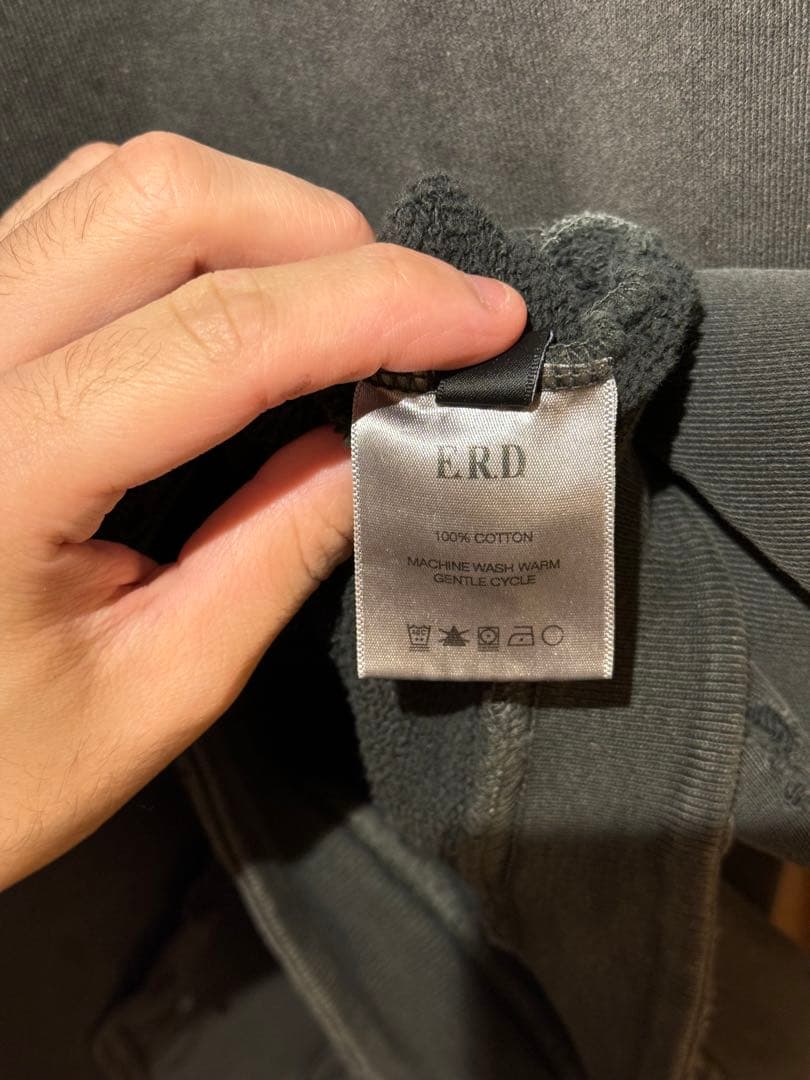 E.R.D
100% COTTON
MACHINE WASH WARM
GENTLE CYCLE